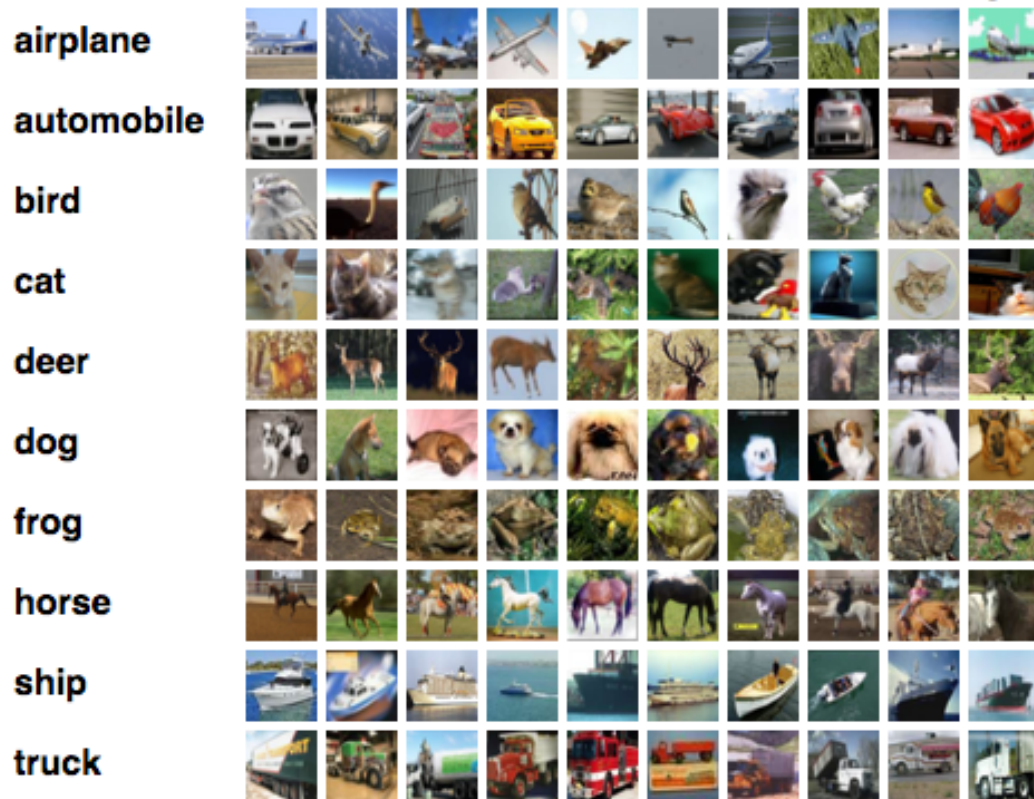 airplane
automobile
bird
cat
deer
dog
frog
horse
ship
truck